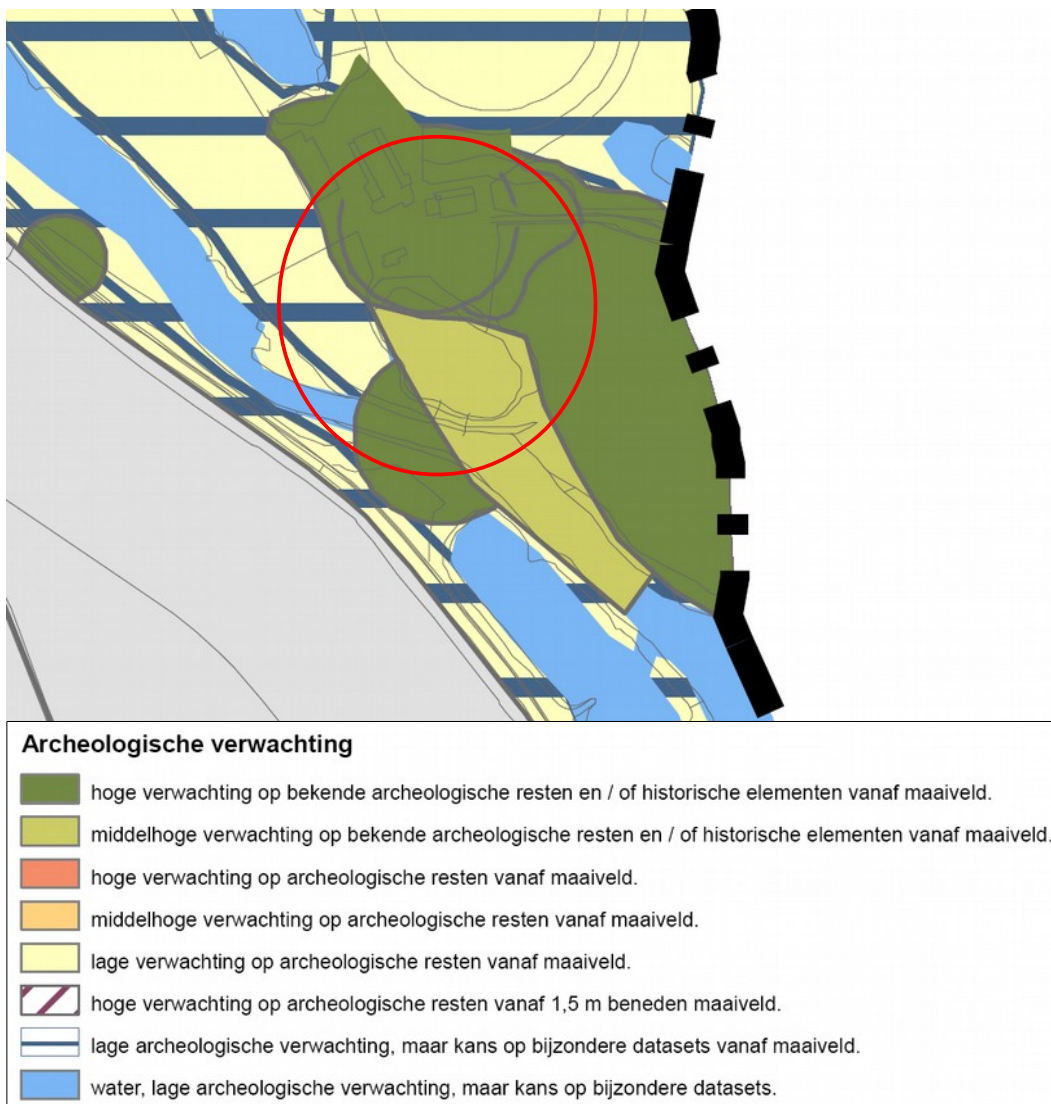 Archeologische verwachting
hoge verwachting op bekende archeologische resten en / of historische elementen vanaf maaiveld.
middelhoge verwachting op bekende archeologische resten en / of historische elementen vanaf maaiveld.
hoge verwachting op archeologische resten vanaf maaiveld.
middelhoge verwachting op archeologische resten vanaf maaiveld.
lage verwachting op archeologische resten vanaf maaiveld.
hoge verwachting op archeologische resten vanaf 1,5 m beneden maaiveld.
lage archeologische verwachting, maar kans op bijzondere datasets vanaf maaiveld.
water, lage archeologische verwachting, maar kans op bijzondere datasets.